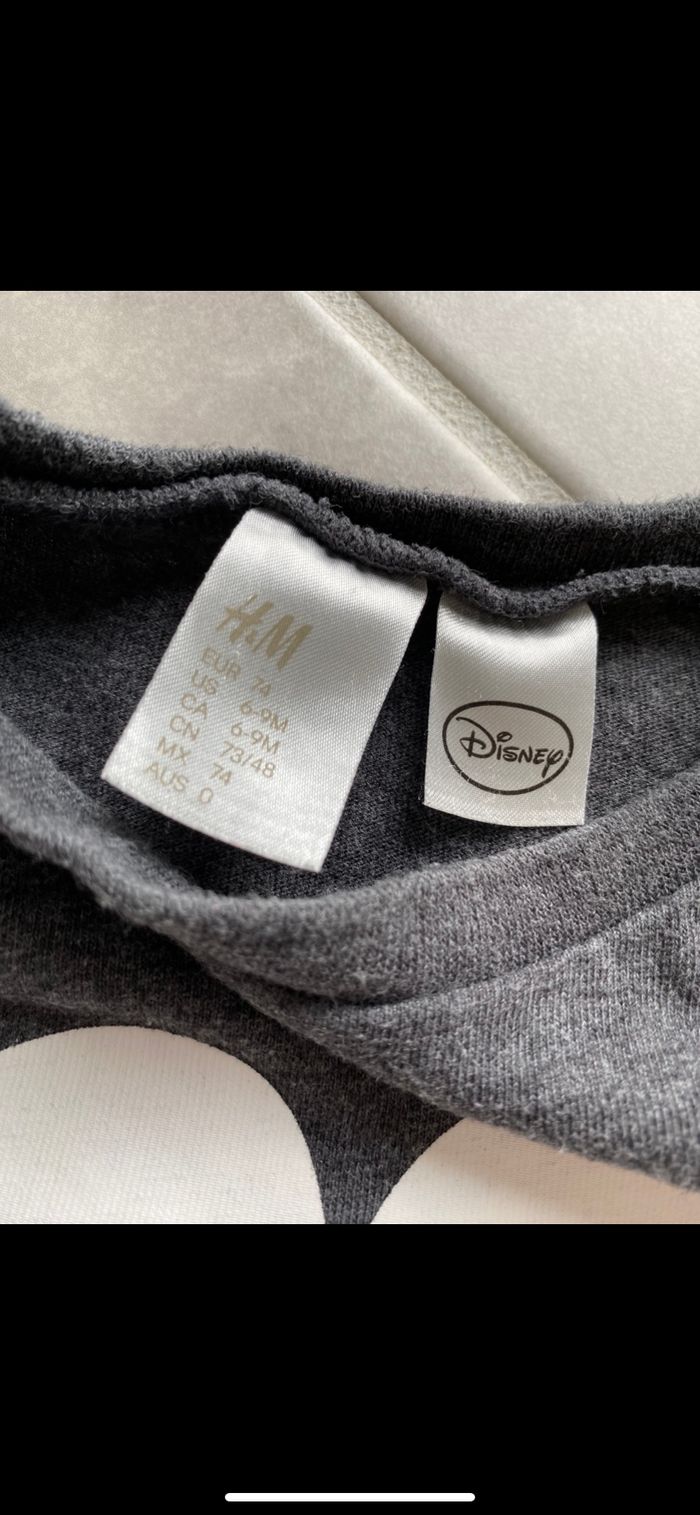 H&M
EUR 74
US 6-9M
CA 6-9M
CN 73/48
MX 74
AUS 0
Disney